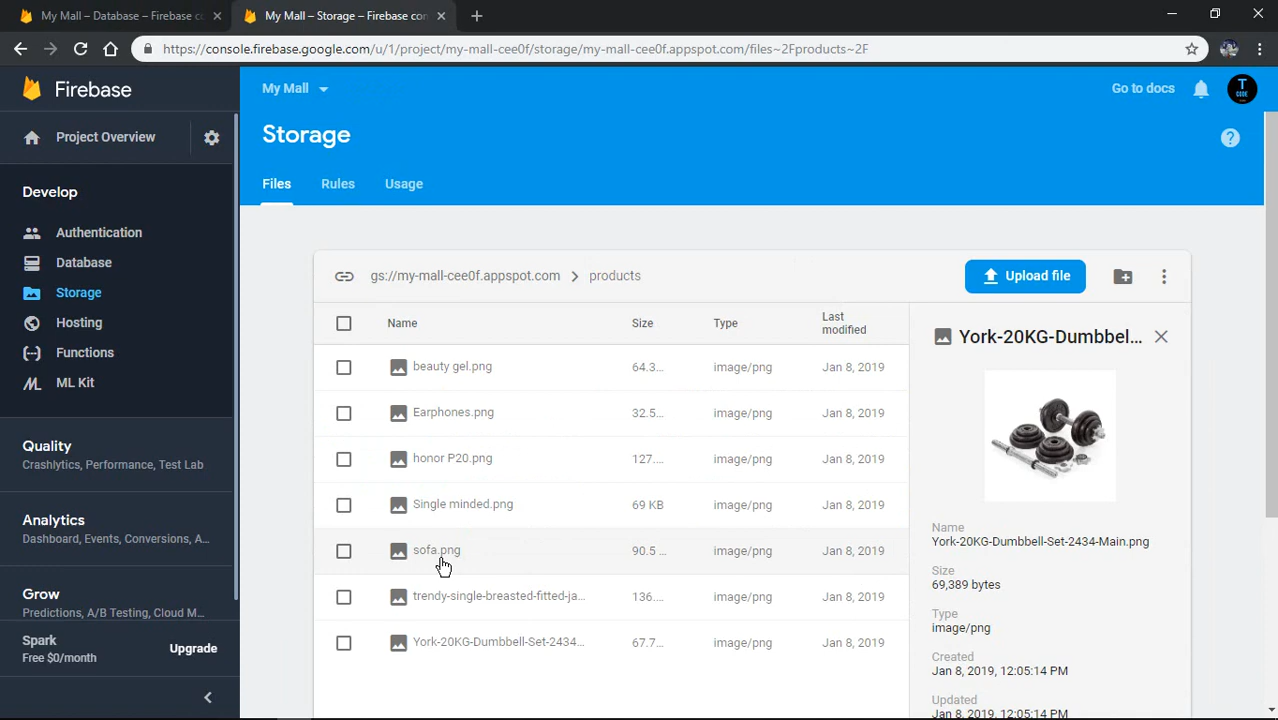 My Mall – Database – Firebase co
My Mall – Storage – Firebase con
https://console.firebase.google.com/u/1/project/my-mall-cee0f/storage/my-mall-cee0f.appspot.com/files~2Fproducts~2F
Firebase
My Mall
Go to docs
T
CODE
Project Overview
Storage
Files
Rules
Usage
Develop
Authentication
Database
Storage
Hosting
Functions
ML Kit
Quality
Crashlytics, Performance, Test Lab
Analytics
Dashboard, Events, Conversions, A...
Grow
Predictions, A/B Testing, Cloud M...
Spark
Free $0/month
Upgrade
gs://my-mall-cee0f.appspot.com > products
Upload file
Name Size Type Last modified
beauty gel.png 64.3... image/png Jan 8, 2019
Earphones.png 32.5... image/png Jan 8, 2019
honor P20.png 127.... image/png Jan 8, 2019
Single minded.png 69 KB image/png Jan 8, 2019
sofa.png 90.5 ... image/png Jan 8, 2019
trendy-single-breasted-fitted-ja... 136.... image/png Jan 8, 2019
York-20KG-Dumbbell-Set-2434... 67.7... image/png Jan 8, 2019
York-20KG-Dumbbel...
Name
York-20KG-Dumbbell-Set-2434-Main.png
Size
69,389 bytes
Type
image/png
Created
Jan 8, 2019, 12:05:14 PM
Updated
Jan 8, 2019, 12:05:14 PM